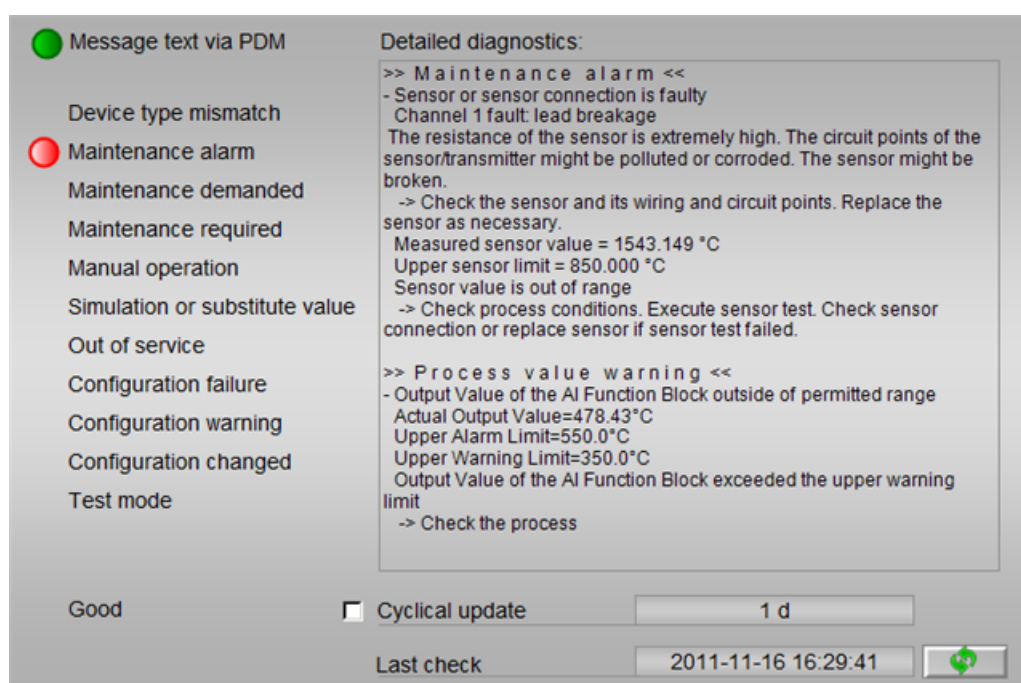 Message text via PDM
Device type mismatch
Maintenance alarm
Maintenance demanded
Maintenance required
Manual operation
Simulation or substitute value
Out of service
Configuration failure
Configuration warning
Configuration changed
Test mode
Good
Detailed diagnostics:
>> M a i n t e n a n c e  a l a r m <<
- Sensor or sensor connection is faulty
Channel 1 fault: lead breakage
The resistance of the sensor is extremely high. The circuit points of the
sensor/transmitter might be polluted or corroded. The sensor might be
broken.
-> Check the sensor and its wiring and circuit points. Replace the
sensor as necessary.
Measured sensor value = 1543.149 °C
Upper sensor limit = 850.000 °C
Sensor value is out of range
-> Check process conditions. Execute sensor test. Check sensor
connection or replace sensor if sensor test failed.
>> P r o c e s s  v a l u e  w a r n i n g <<
- Output Value of the AI Function Block outside of permitted range
Actual Output Value=478.43°C
Upper Alarm Limit=550.0°C
Upper Warning Limit=350.0°C
Output Value of the AI Function Block exceeded the upper warning
limit
-> Check the process
Cyclical update 1 d
Last check 2011-11-16 16:29:41